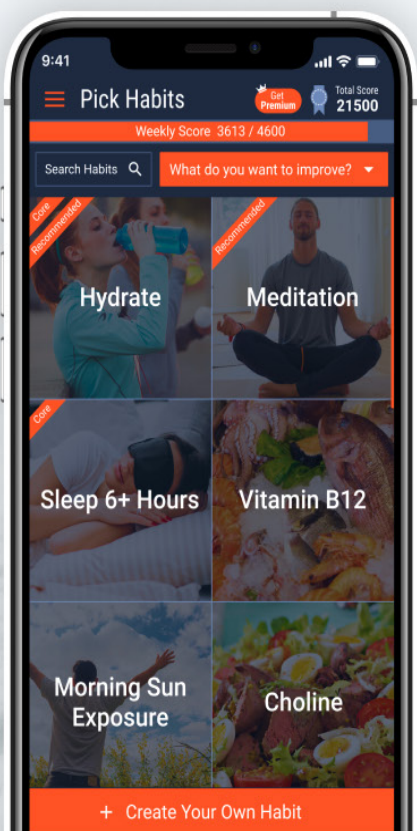 9:41
Pick Habits
Get
Premium
Total Score
21500
Weekly Score 3613 / 4600
Search Habits
What do you want to improve?
Core
Recommended
Hydrate
Recommended
Meditation
Core
Sleep 6+ Hours
Vitamin B12
Morning Sun
Exposure
Choline
+ Create Your Own Habit